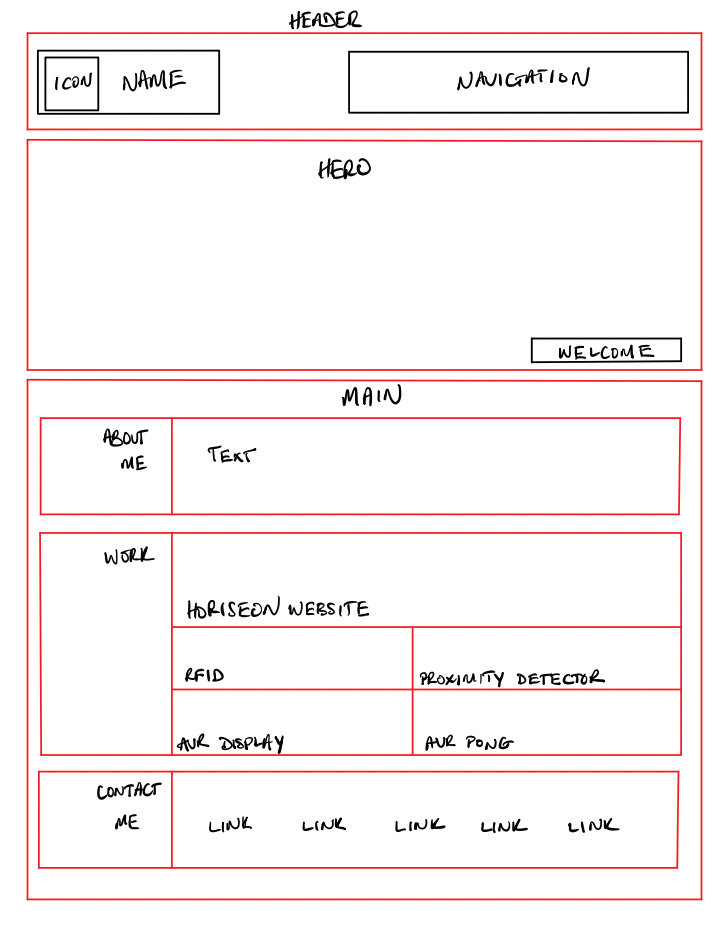 HEADER
ICON NAME NAVIGATION
HERO
WELCOME
MAIN
ABOUT
ME
TEXT
WORK
HORISEON WEBSITE
RFID
PROXIMITY DETECTOR
AVR DISPLAY
AVR PONG
CONTACT
ME
LINK LINK LINK LINK LINK